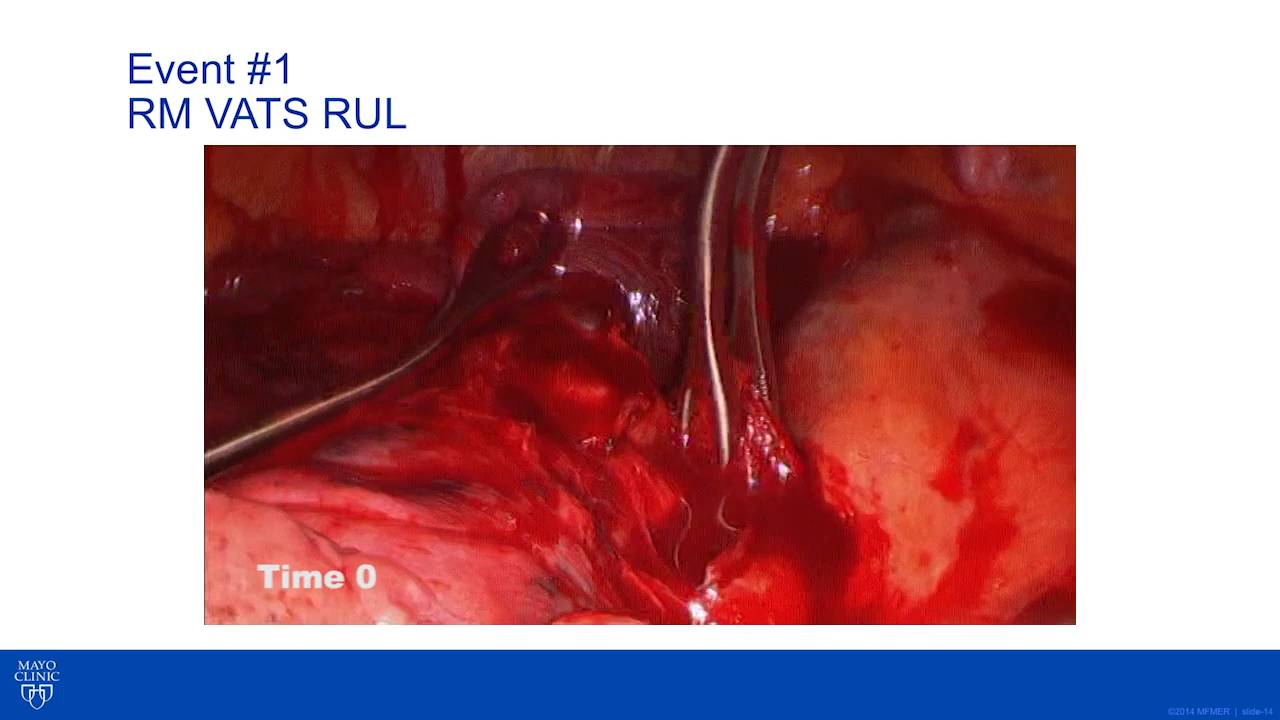 Event #1
RM VATS RUL
Time 0
MAYO
CLINIC
©2014 MFMER | slide-14